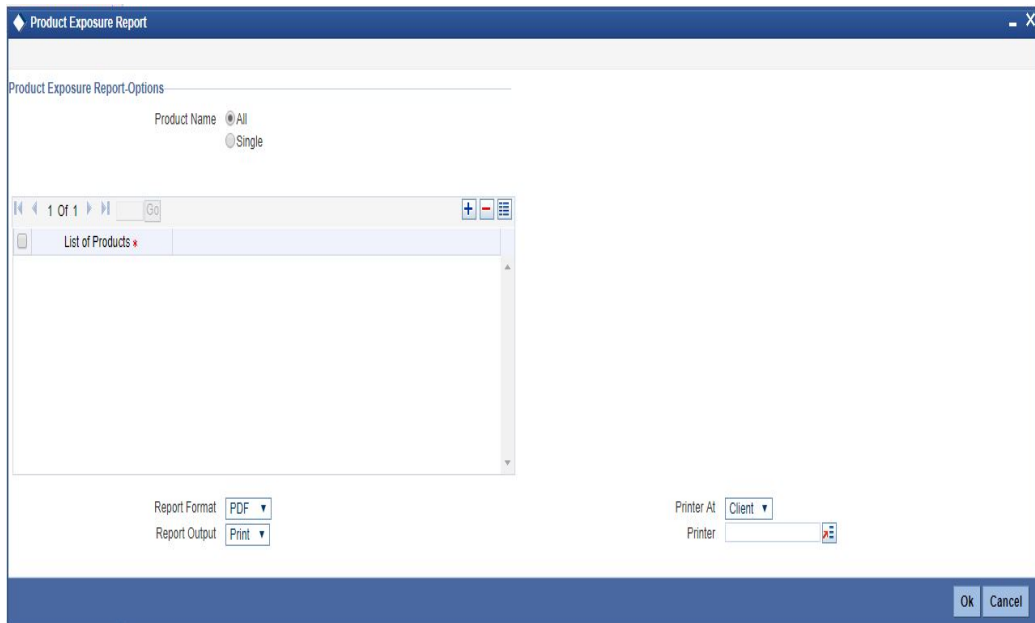 Product Exposure Report
X
Product Exposure Report-Options
Product Name All
Single
1 Of 1 Go
List of Products *
Report Format PDF
Printer At Client
Report Output Print
Printer
Ok Cancel